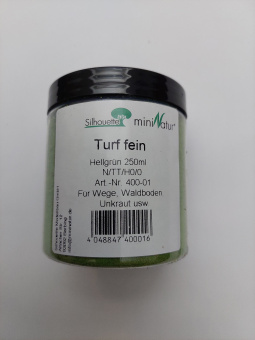 Silhouette miniNatur
Turf fein
Hellgrün 250ml
N/TT/H0/0
Art.-Nr. 400-01
Für Wege, Waldboden
Unkraut usw.
4 048847 400016